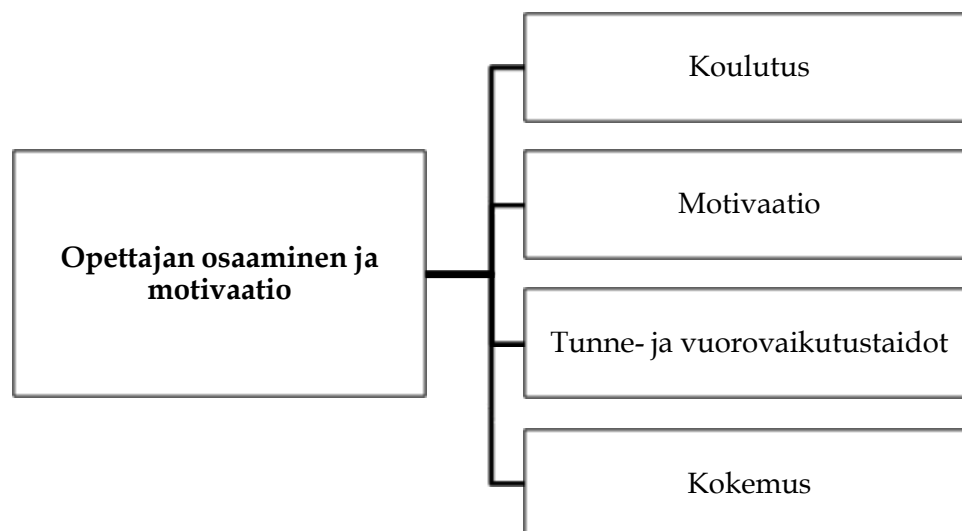 Koulutus
Motivaatio
Opettajan osaaminen ja
motivaatio
Tunne- ja vuorovaikutustaidot
Kokemus